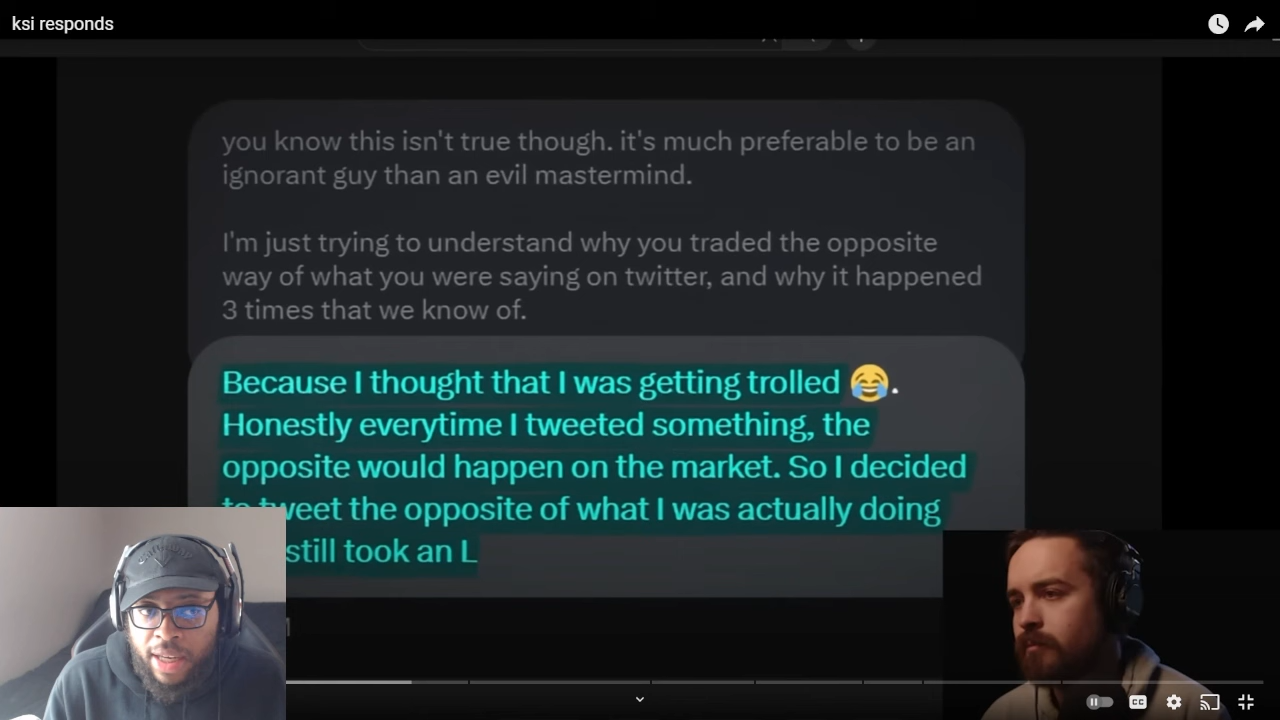 ksi responds
you know this isn't true though. it's much preferable to be an
ignorant guy than an evil mastermind.
I'm just trying to understand why you traded the opposite
way of what you were saying on twitter, and why it happened
3 times that we know of.
Because I thought that I was getting trolled 😂.
Honestly everytime I tweeted something, the
opposite would happen on the market. So I decided
to tweet the opposite of what I was actually doing
still took an L
CC